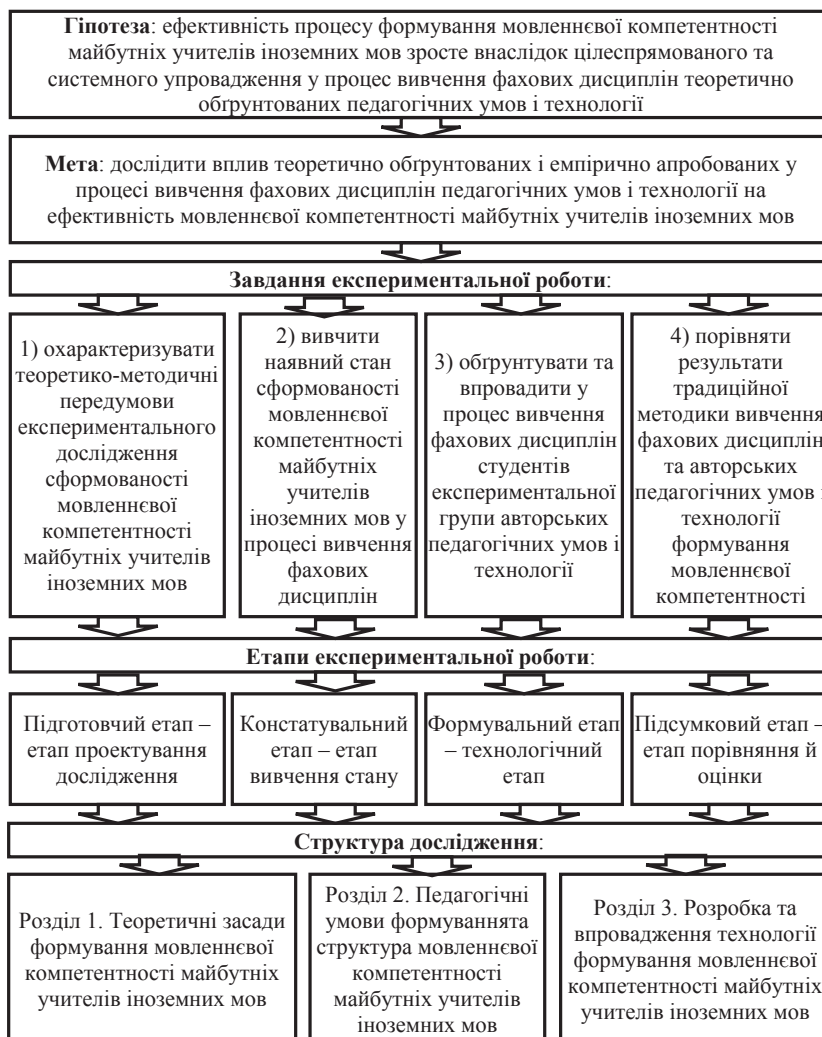 Гіпотеза: ефективність процесу формування мовленнєвої компетентності
майбутніх учителів іноземних мов зросте внаслідок цілеспрямованого та
системного упровадження у процес вивчення фахових дисциплін теоретично
обґрунтованих педагогічних умов і технології
Мета: дослідити вплив теоретично обґрунтованих і емпірично апробованих у
процесі вивчення фахових дисциплін педагогічних умов і технології на
ефективність мовленнєвої компетентності майбутніх учителів іноземних мов
Завдання експериментальної роботи:
1) охарактеризувати
теоретико-методичні
передумови
експериментального
дослідження
сформованості
мовленнєвої
компетентності
майбутніх учителів
іноземних мов
2) вивчити
наявний стан
сформованості
мовленнєвої
компетентності
майбутніх
учителів
іноземних мов у
процесі вивчення
фахових
дисциплін
3) обґрунтувати та
впровадити у
процес вивчення
фахових дисциплін
студентів
експериментальної
групи авторських
педагогічних умов і
технології
4) порівняти
результати
традиційної
методики вивчення
фахових дисциплін
та авторських
педагогічних умов і
технології
формування
мовленнєвої
компетентності
Етапи експериментальної роботи:
Підготовчий етап –
етап проектування
дослідження
Констатувальний
етап – етап
вивчення стану
Формувальний етап
– технологічний
етап
Підсумковий етап –
етап порівняння й
оцінки
Структура дослідження:
Розділ 1. Теоретичні засади
формування мовленнєвої
компетентності майбутніх
учителів іноземних мов
Розділ 2. Педагогічні
умови формуваннята
структура мовленнєвої
компетентності
майбутніх учителів
іноземних мов
Розділ 3. Розробка та
впровадження технології
формування мовленнєвої
компетентності майбутніх
учителів іноземних мов